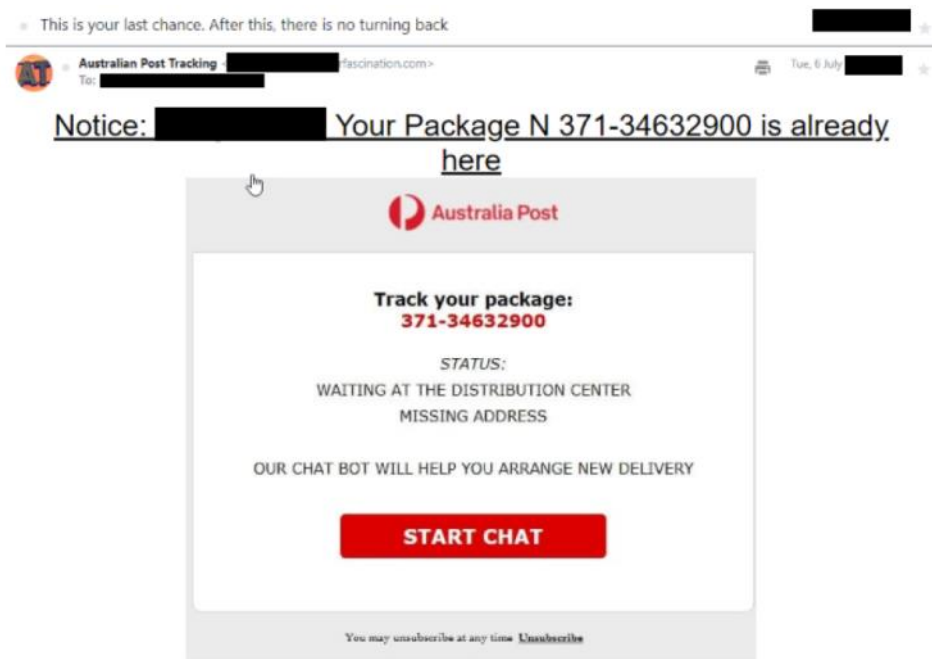 This is your last chance. After this, there is no turning back
AT
Australian Post Tracking < rfascination.com>
To:
Tue, 6 July
Notice: Your Package N 371-34632900 is already
here
Australia Post
Track your package:
371-34632900
STATUS:
WAITING AT THE DISTRIBUTION CENTER
MISSING ADDRESS
OUR CHAT BOT WILL HELP YOU ARRANGE NEW DELIVERY
START CHAT
You may unsubscribe at any time Unsubscribe